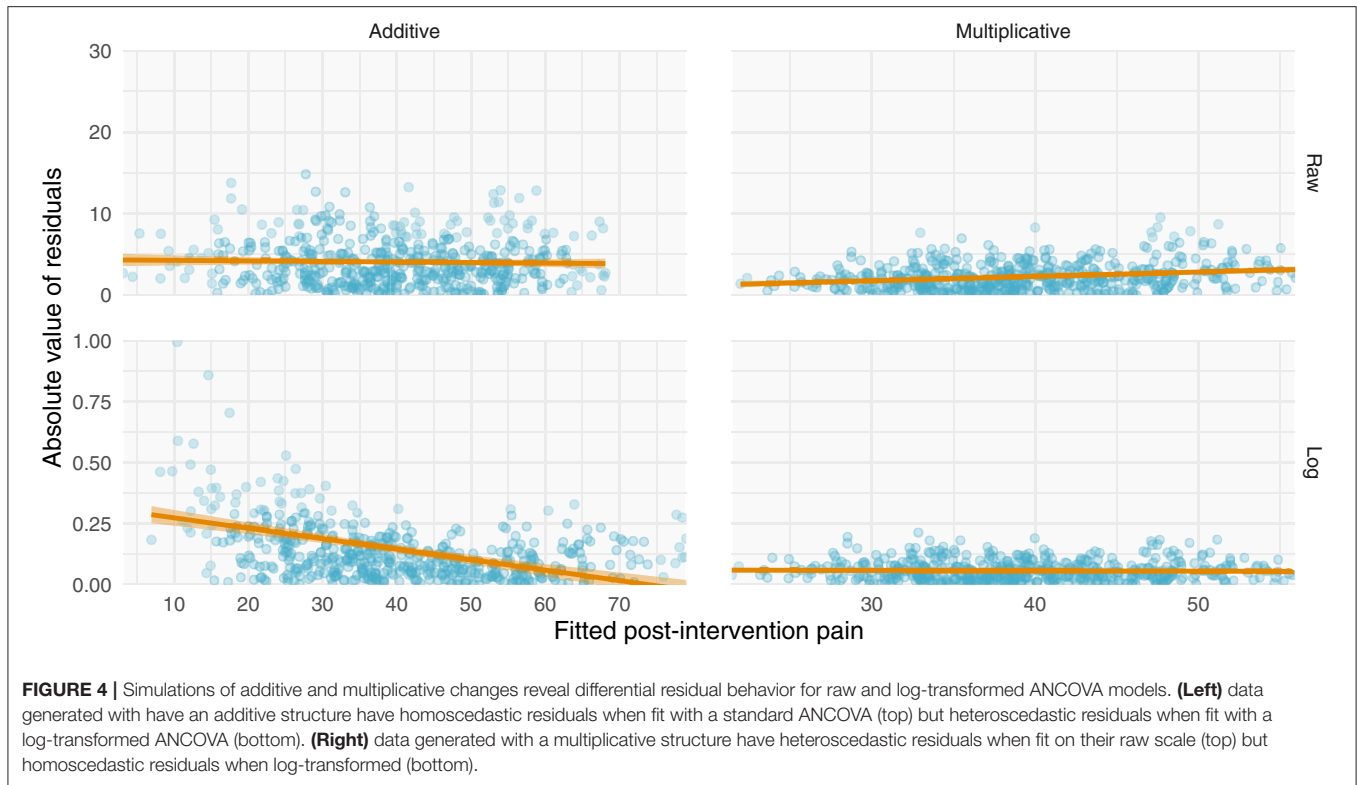 Additive
Multiplicative
30
20
10
0
Raw
1.00
0.75
0.50
0.25
0.00
Log
Absolute value of residuals
10 20 30 40 50 60 70
30 40 50
Fitted post-intervention pain
FIGURE 4 | Simulations of additive and multiplicative changes reveal differential residual behavior for raw and log-transformed ANCOVA models. (Left) data
generated with have an additive structure have homoscedastic residuals when fit with a standard ANCOVA (top) but heteroscedastic residuals when fit with a
log-transformed ANCOVA (bottom). (Right) data generated with a multiplicative structure have heteroscedastic residuals when fit on their raw scale (top) but
homoscedastic residuals when log-transformed (bottom).